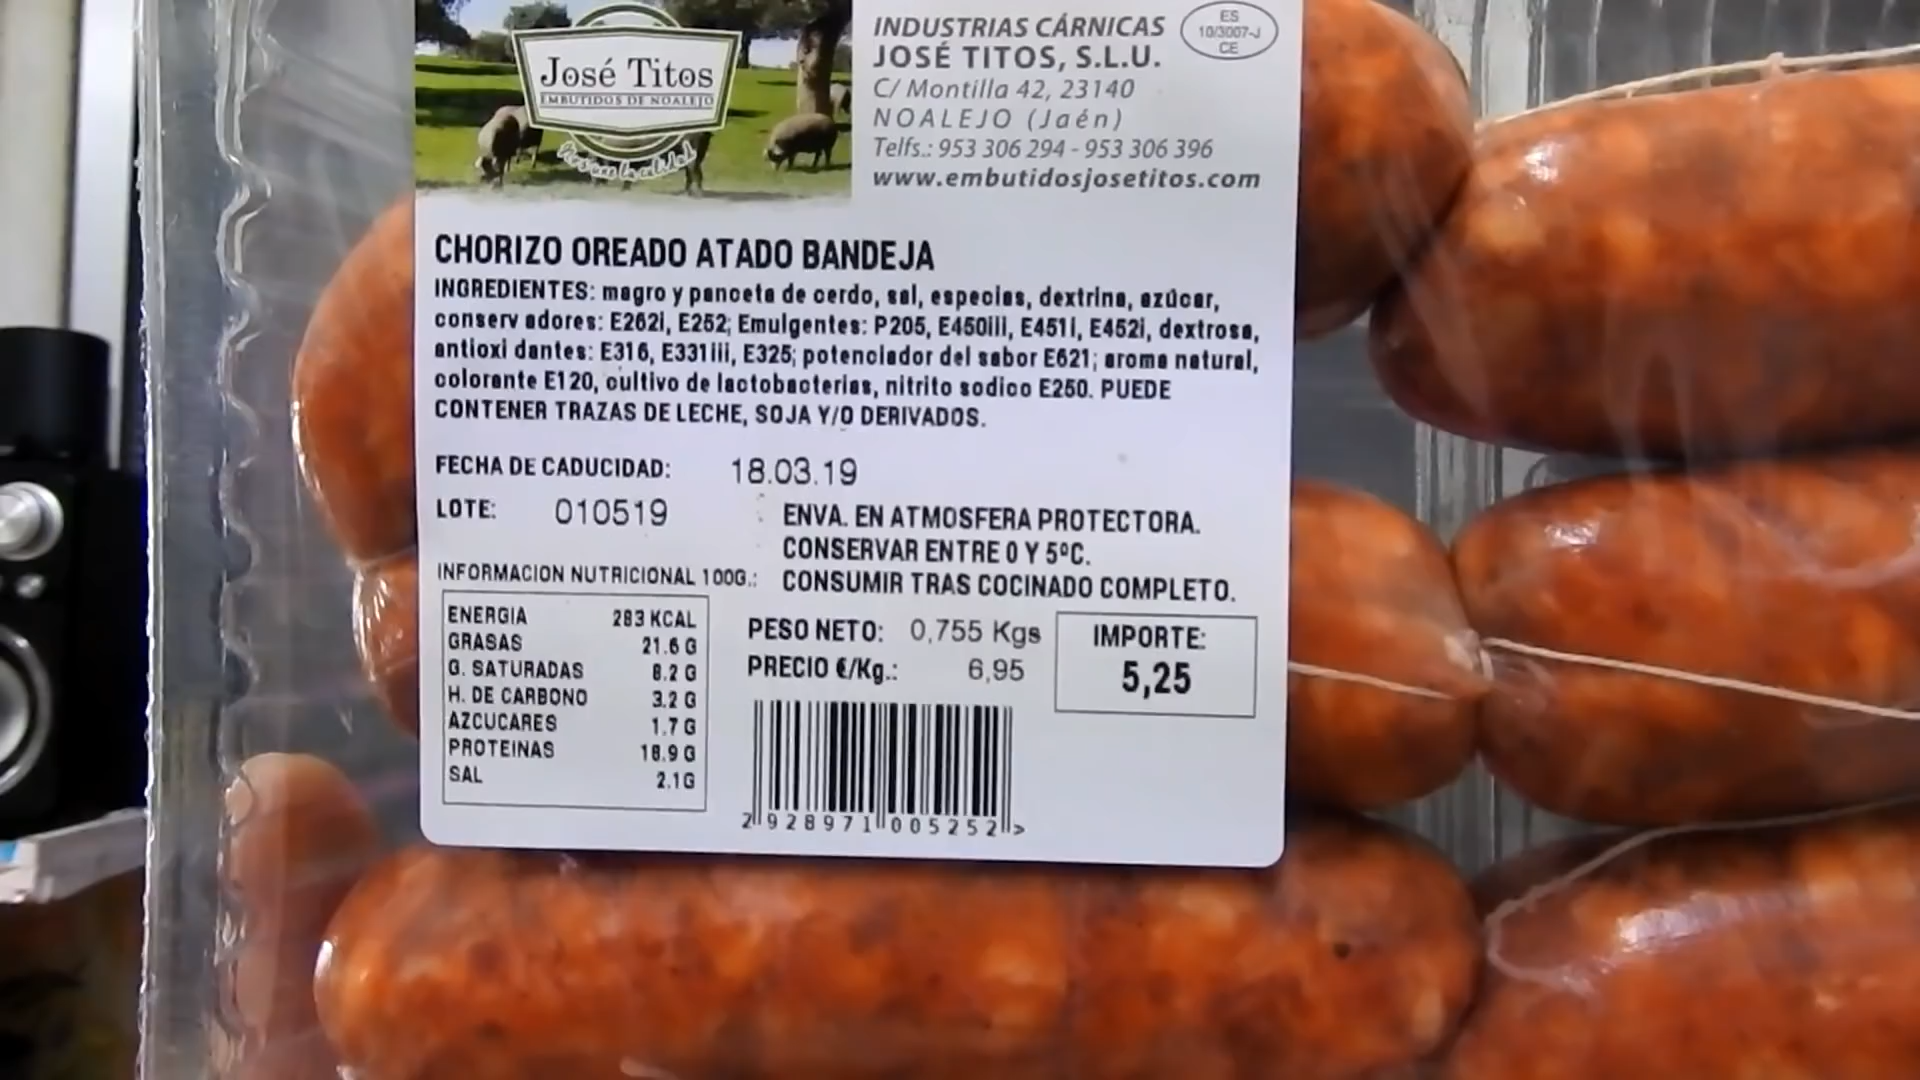 José Titos
EMBUTIDOS DE NOALEJO
INDUSTRIAS CÁRNICAS
JOSÉ TITOS, S.L.U.
C/ Montilla 42, 23140
NOALEJO (Jaén)
Telfs.: 953 306 294 - 953 306 396
www.embutidosjosetitos.com
ES
10/3007-J
CE
CHORIZO OREADO ATADO BANDEJA
INGREDIENTES: magro y panceta de cerdo, sal, especias, dextrina, azúcar,
conserv adores: E262i, E252; Emulgentes: P205, E450iii, E451i, E452i, dextrosa,
antioxi dantes: E316, E331iii, E325; potenciador del sabor E621; aroma natural,
colorante E120, cultivo de lactobacterias, nitrito sodico E250. PUEDE
CONTENER TRAZAS DE LECHE, SOJA Y/O DERIVADOS.
FECHA DE CADUCIDAD: 18.03.19
LOTE: 010519
ENVA. EN ATMOSFERA PROTECTORA.
CONSERVAR ENTRE 0 Y 5ºC.
CONSUMIR TRAS COCINADO COMPLETO.
INFORMACION NUTRICIONAL 100G.:
ENERGIA 283 KCAL
GRASAS 21.6 G
G. SATURADAS 8.2 G
H. DE CARBONO 3.2 G
AZCUCARES 1.7 G
PROTEINAS 18.9 G
SAL 2.1G
PESO NETO: 0,755 Kgs
PRECIO €/Kg.: 6,95
IMPORTE:
5,25
2 928971 005252 >